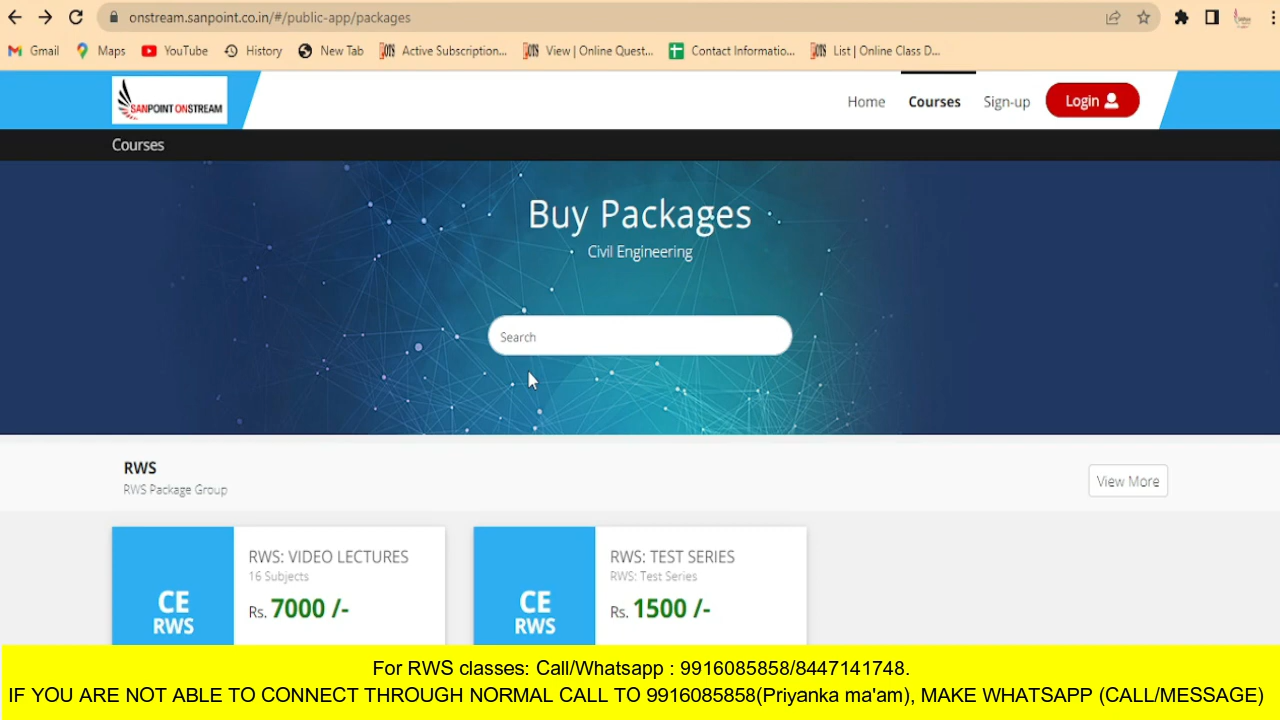 onstream.sanpoint.co.in/#/public-app/packages
Gmail Maps YouTube History New Tab Active Subscription... View | Online Quest... Contact Informatio... List | Online Class D...
SANPOINT ONSTREAM
Home Courses Sign-up Login
Courses
Buy Packages
Civil Engineering
Search
RWS
RWS Package Group
View More
CE
RWS
RWS: VIDEO LECTURES
16 Subjects
Rs. 7000 /-
CE
RWS
RWS: TEST SERIES
RWS: Test Series
Rs. 1500 /-
For RWS classes: Call/Whatsapp : 9916085858/8447141748.
IF YOU ARE NOT ABLE TO CONNECT THROUGH NORMAL CALL TO 9916085858(Priyanka ma'am), MAKE WHATSAPP (CALL/MESSAGE)